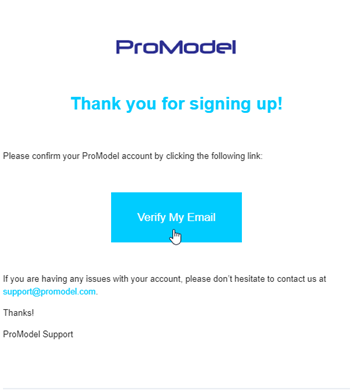 ProModel
Thank you for signing up!
Please confirm your ProModel account by clicking the following link:
Verify My Email
If you are having any issues with your account, please don't hesitate to contact us at
support@promodel.com.
Thanks!
ProModel Support